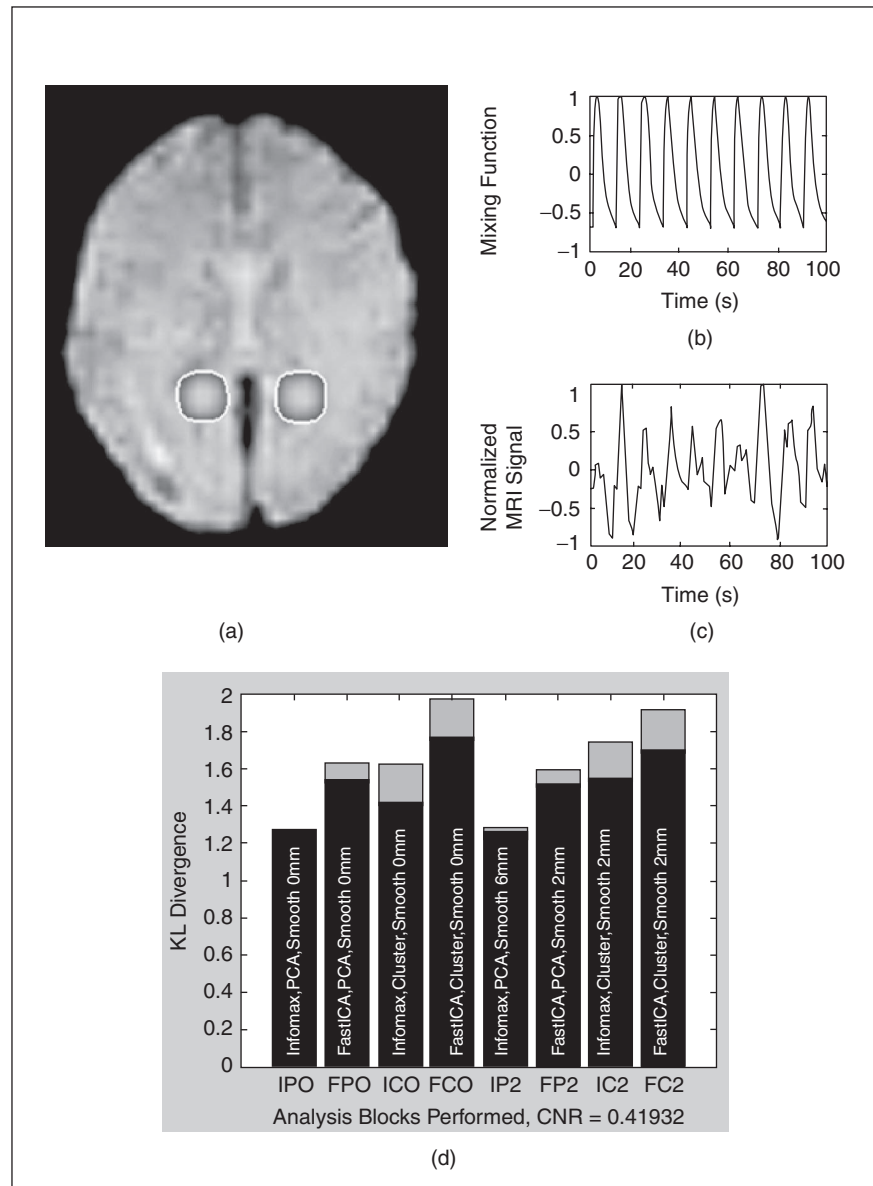 1
0.5
0
−0.5
−1
Mixing Function
0 20 40 60 80 100
Time (s)
(b)
1
0.5
0
−0.5
−1
Normalized
MRI Signal
0 20 40 60 80 100
Time (s)
(a)
(c)
2
1.8
1.6
1.4
1.2
1
0.8
0.6
0.4
0.2
0
KL Divergence
Infomax,PCA,Smooth 0mm
FastICA,PCA,Smooth 0mm
Infomax,Cluster,Smooth 0mm
FastICA,Cluster,Smooth 0mm
Infomax,PCA,Smooth 6mm
FastICA,PCA,Smooth 2mm
Infomax,Cluster,Smooth 2mm
FastICA,Cluster,Smooth 2mm
IPO FPO ICO FCO IP2 FP2 IC2 FC2
Analysis Blocks Performed, CNR = 0.41932
(d)